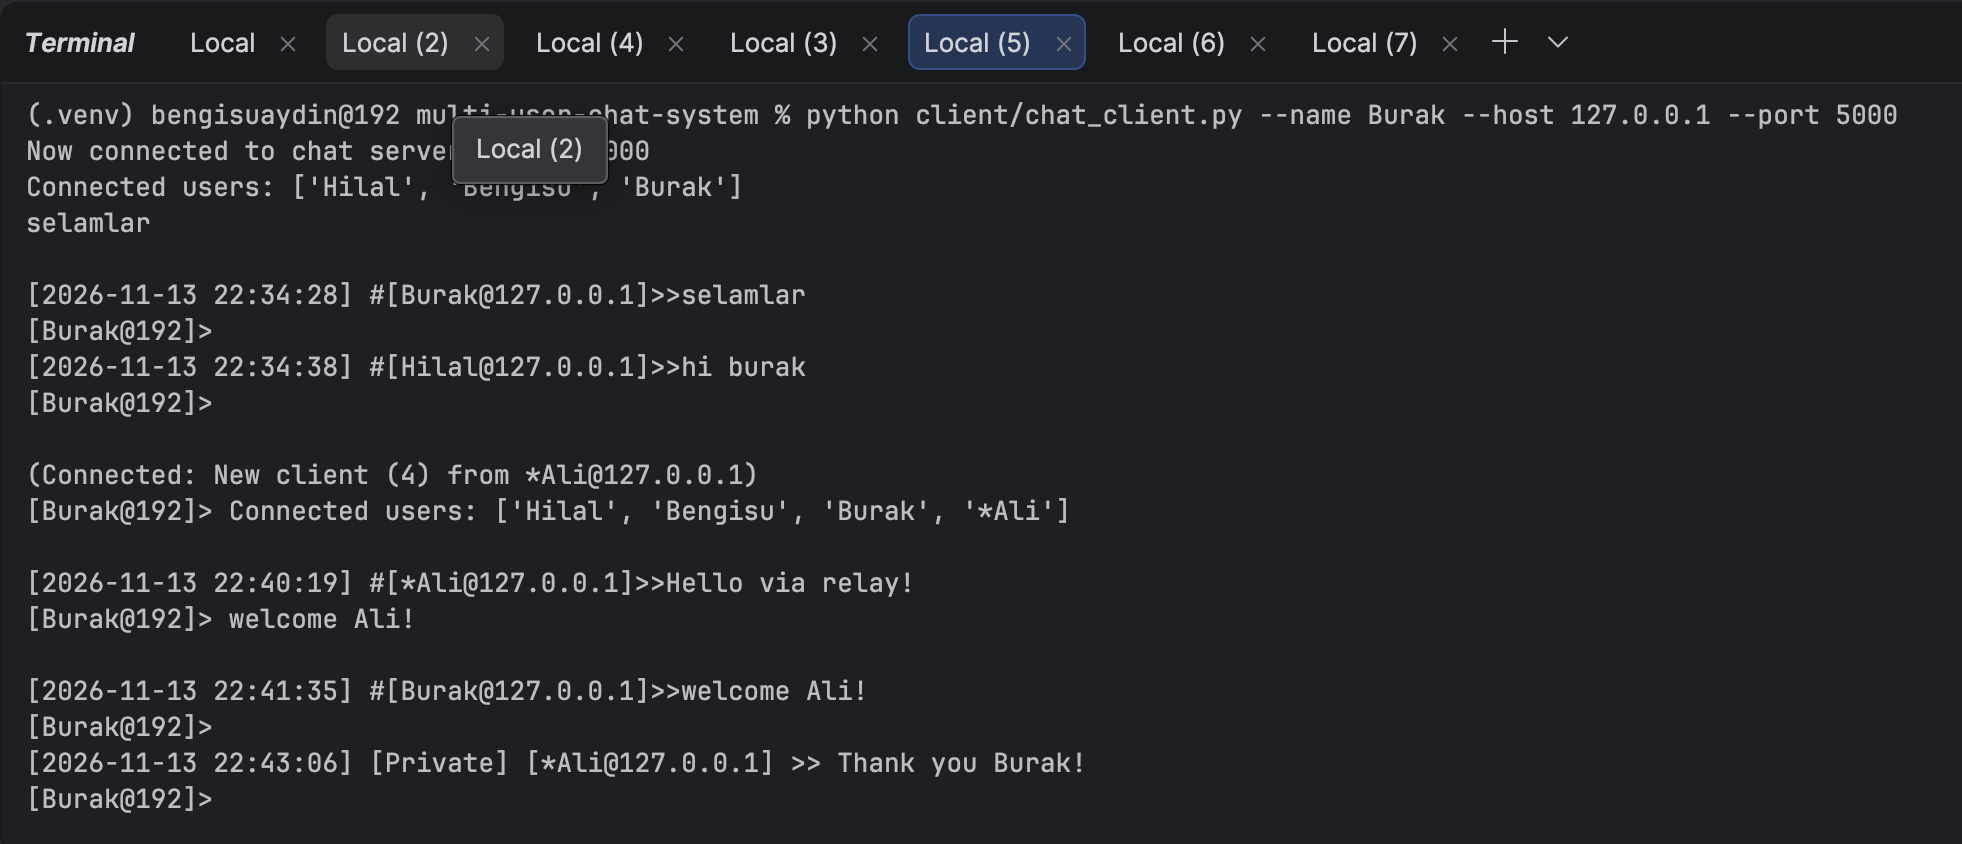 Terminal Local × Local (2) × Local (4) × Local (3) × Local (5) × Local (6) × Local (7) ×
(.venv) bengisuaydin@192 multi-user-chat-system % python client/chat_client.py --name Burak --host 127.0.0.1 --port 5000
Now connected to chat server 000
Local (2)
Connected users: ['Hilal', 'Bengisu', 'Burak']
selamlar
[2026-11-13 22:34:28] #[Burak@127.0.0.1]>>selamlar
[Burak@192]>
[2026-11-13 22:34:38] #[Hilal@127.0.0.1]>>hi burak
[Burak@192]>
(Connected: New client (4) from *Ali@127.0.0.1)
[Burak@192]> Connected users: ['Hilal', 'Bengisu', 'Burak', '*Ali']
[2026-11-13 22:40:19] #[*Ali@127.0.0.1]>>Hello via relay!
[Burak@192]> welcome Ali!
[2026-11-13 22:41:35] #[Burak@127.0.0.1]>>welcome Ali!
[Burak@192]>
[2026-11-13 22:43:06] [Private] [*Ali@127.0.0.1] >> Thank you Burak!
[Burak@192]>